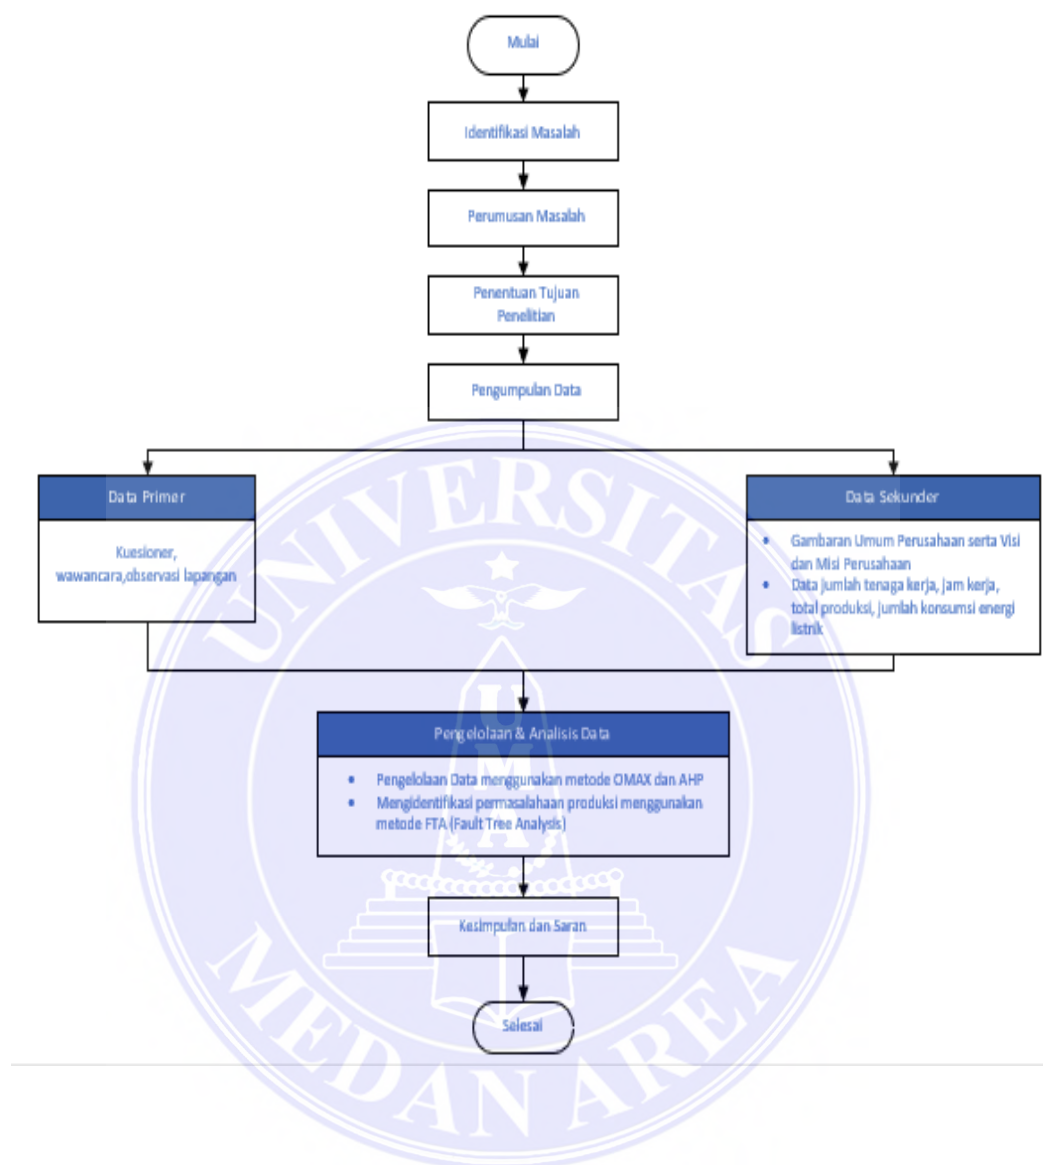 Mulai
Identifikasi Masalah
Perumusan Masalah
Penentuan Tujuan
Penelitian
Pengumpulan Data
Data Primer
Kuesioner,
wawancara,observasi lapangan
Data Sekunder
• Gambaran Umum Perusahaan serta Visi
dan Misi Perusahaan
• Data jumlah tenaga kerja, jam kerja,
total produksi, jumlah konsumsi energi
listrik
Pengelolaan & Analisis Data
• Pengelolaan Data menggunakan metode OMAX dan AHP
• Mengidentifikasi permasalahaan produksi menggunakan
metode FTA (Fault Tree Analysis)
Kesimpulan dan Saran
Selesai
UNIVERSITAS
UMA
MEDAN AREA